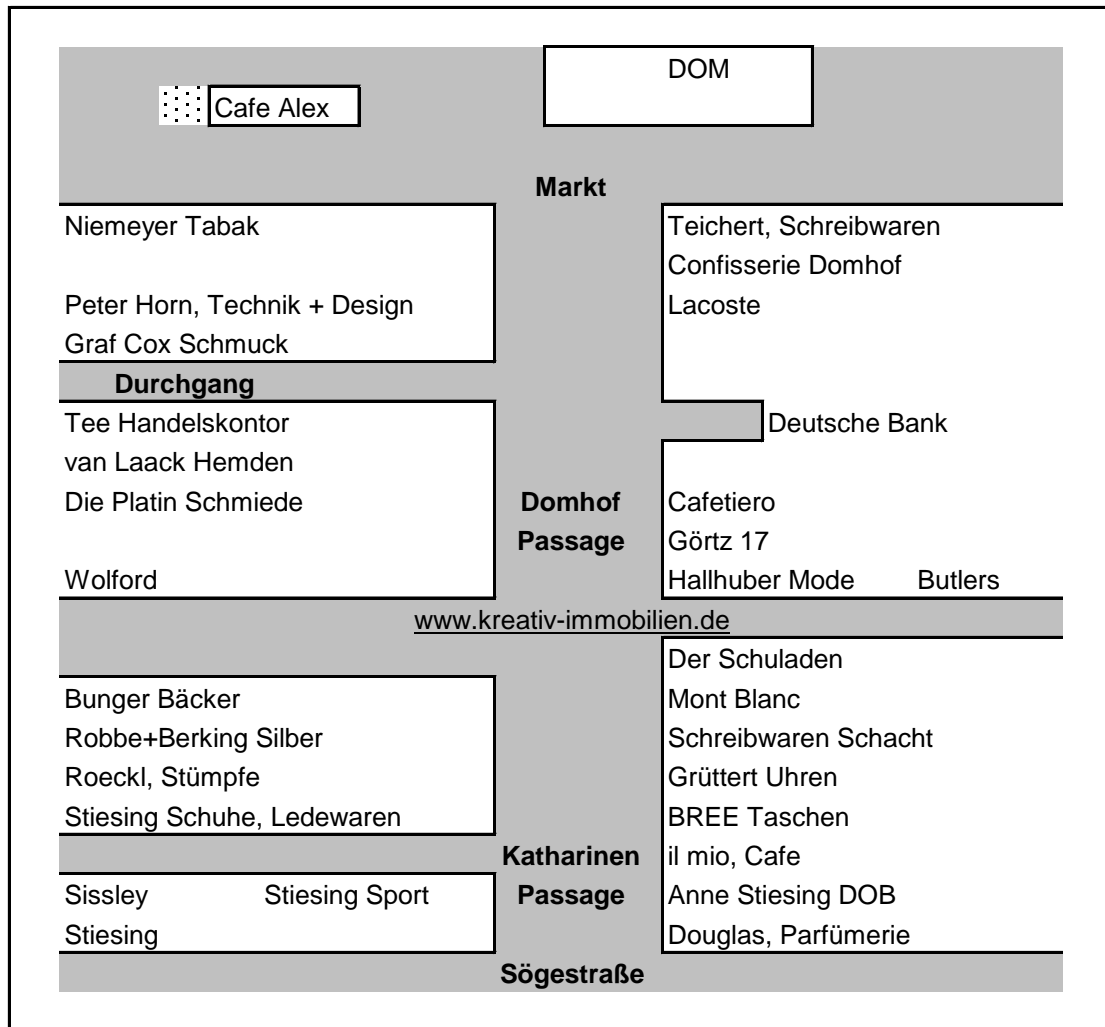 DOM
Cafe Alex
Markt
Niemeyer Tabak
Teichert, Schreibwaren
Confisserie Domhof
Peter Horn, Technik + Design
Lacoste
Graf Cox Schmuck
Durchgang
Tee Handelskontor
Deutsche Bank
van Laack Hemden
Die Platin Schmiede
Domhof
Cafetiero
Passage
Görtz 17
Wolford
Hallhuber Mode Butlers
www.kreativ-immobilien.de
Der Schuladen
Bunger Bäcker
Mont Blanc
Robbe+Berking Silber
Schreibwaren Schacht
Roeckl, Stümpfe
Grüttert Uhren
Stiesing Schuhe, Ledewaren
BREE Taschen
Katharinen
il mio, Cafe
Sissley Stiesing Sport
Passage
Anne Stiesing DOB
Stiesing
Douglas, Parfümerie
Sögestraße